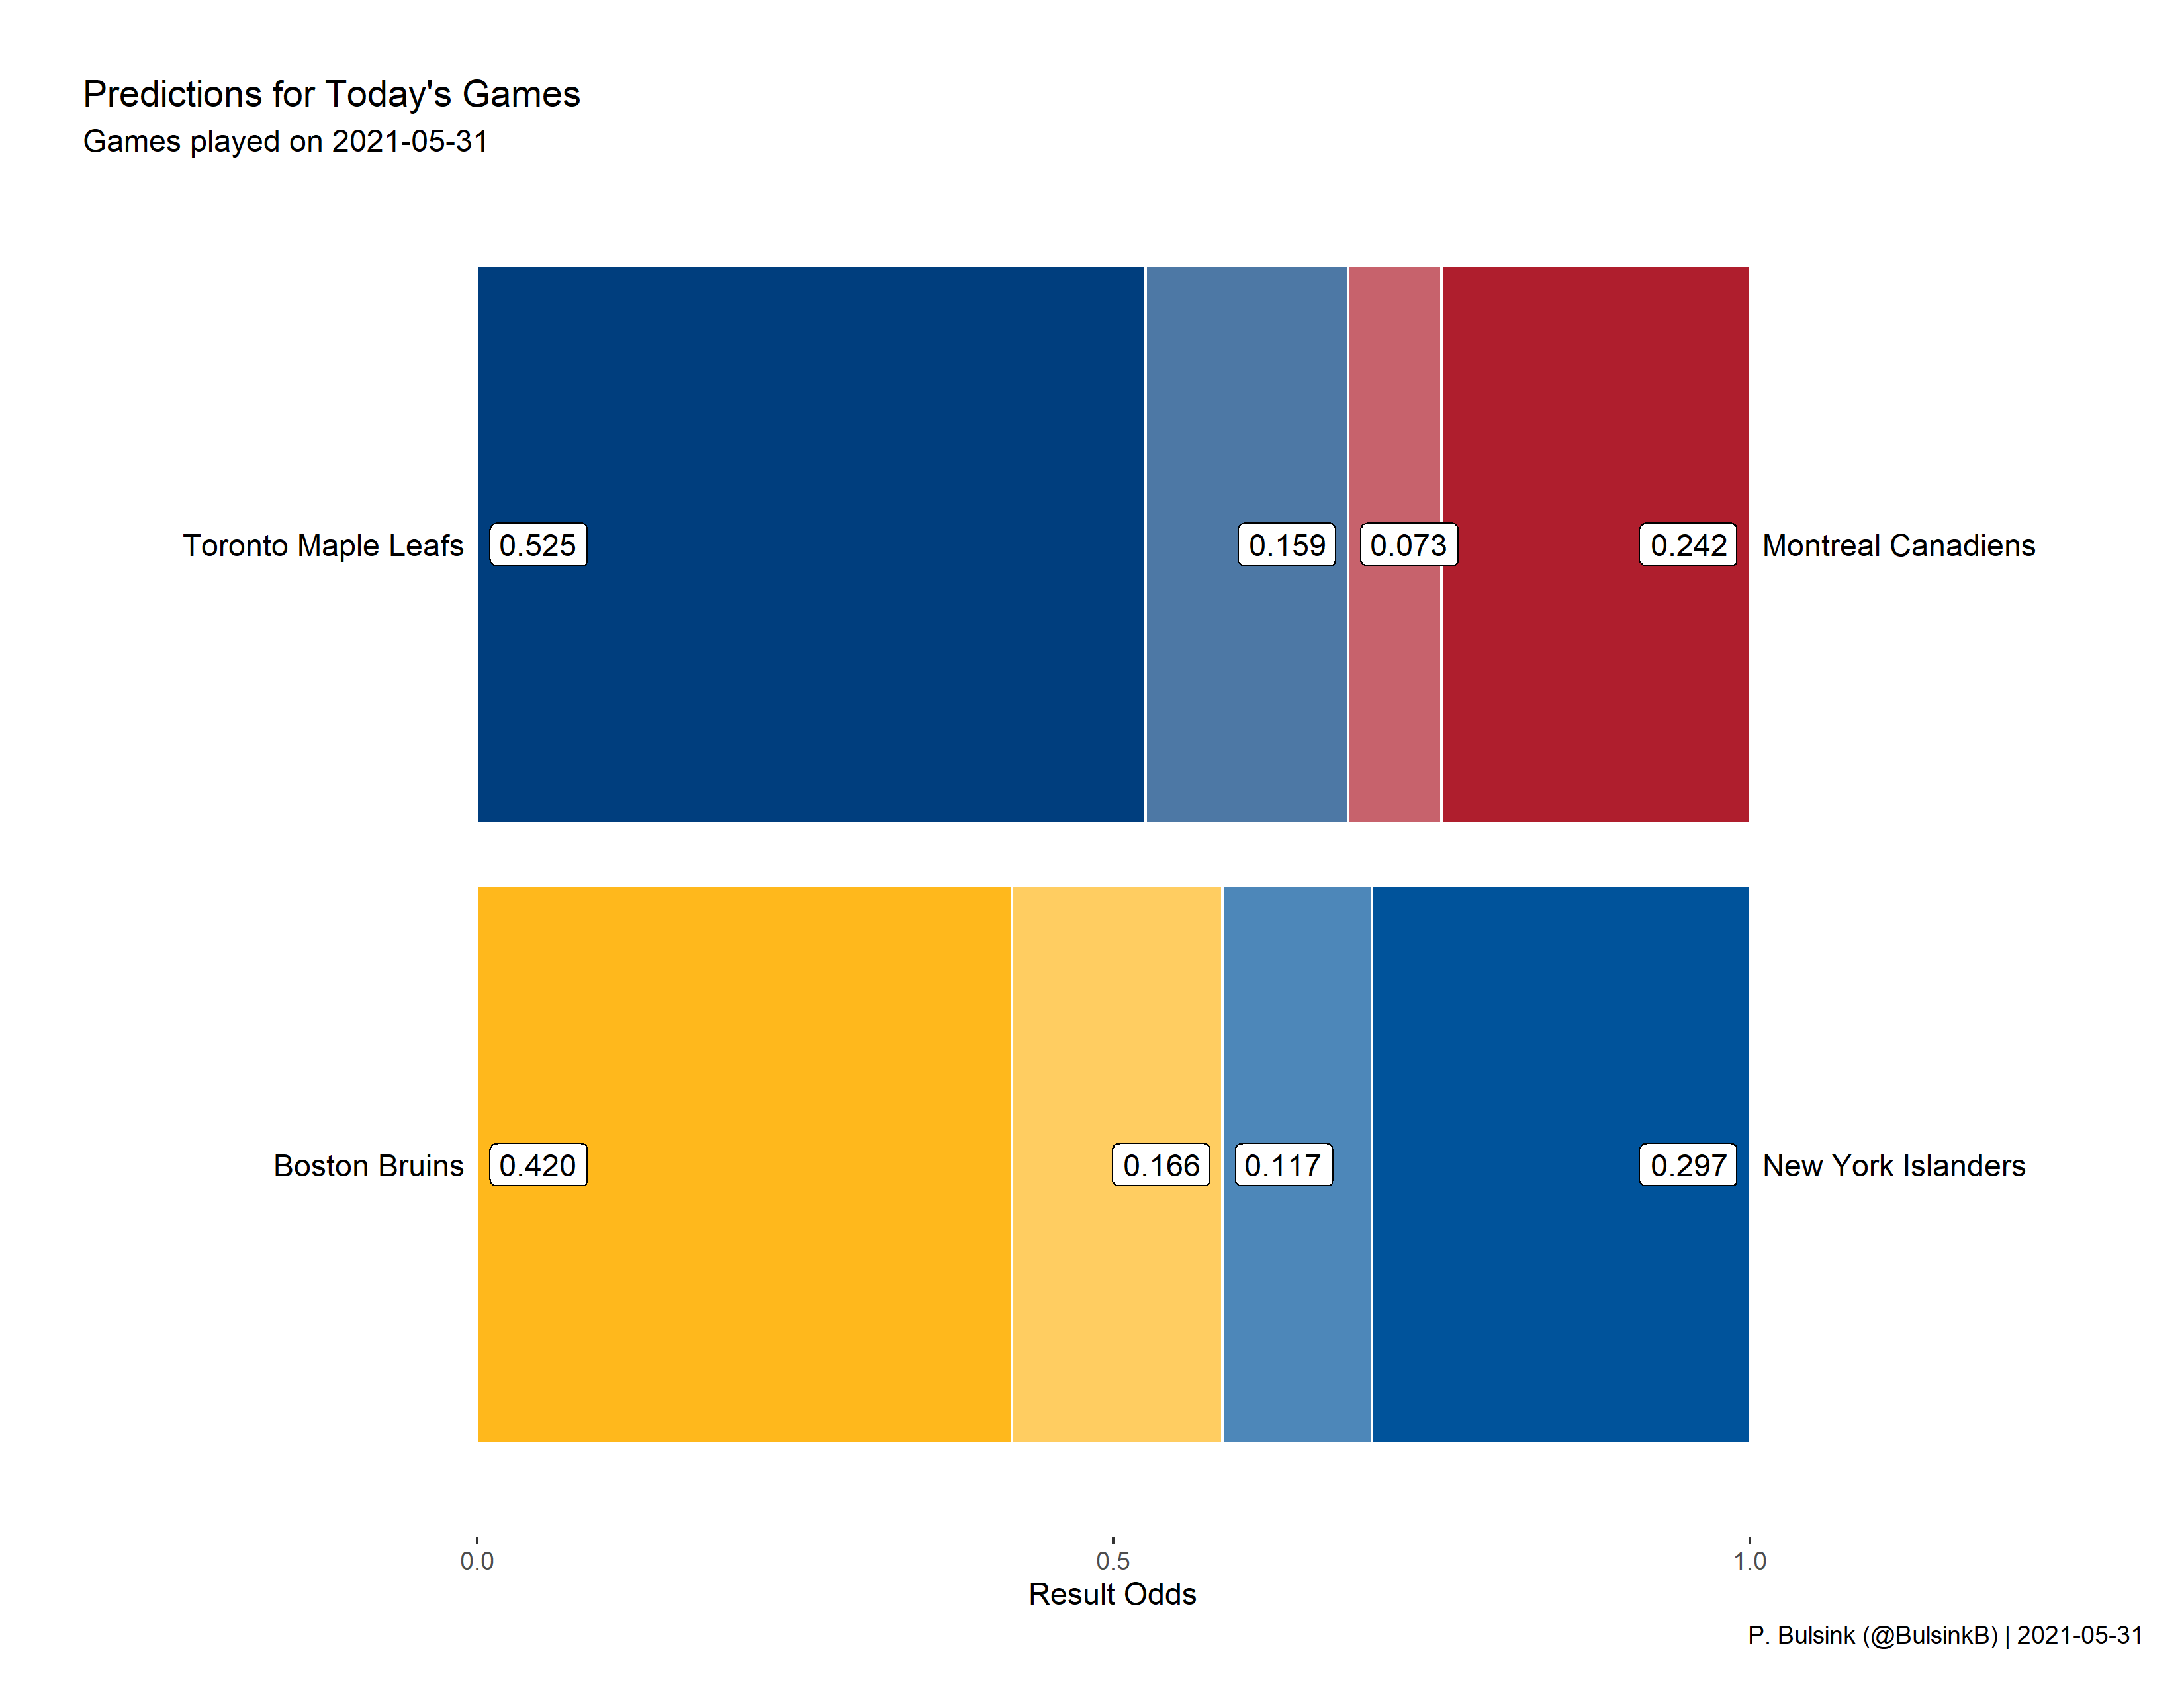 Predictions for Today's Games
Games played on 2021-05-31
Toronto Maple Leafs 0.525 0.159 0.073 0.242 Montreal Canadiens
Boston Bruins 0.420 0.166 0.117 0.297 New York Islanders
0.0 0.5 1.0
Result Odds
P. Bulsink (@BulsinkB) | 2021-05-31